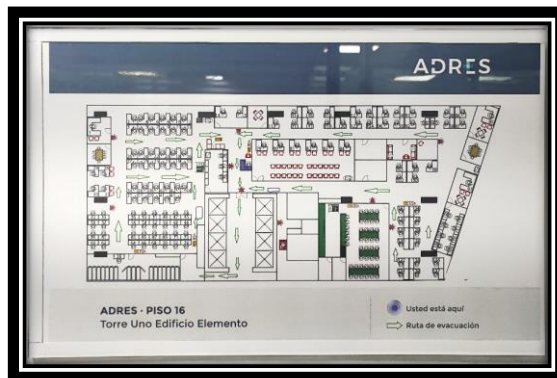 ADRES
ADRES - PISO 16
Torre Uno Edificio Elemento
Usted está aquí
Ruta de evacuación